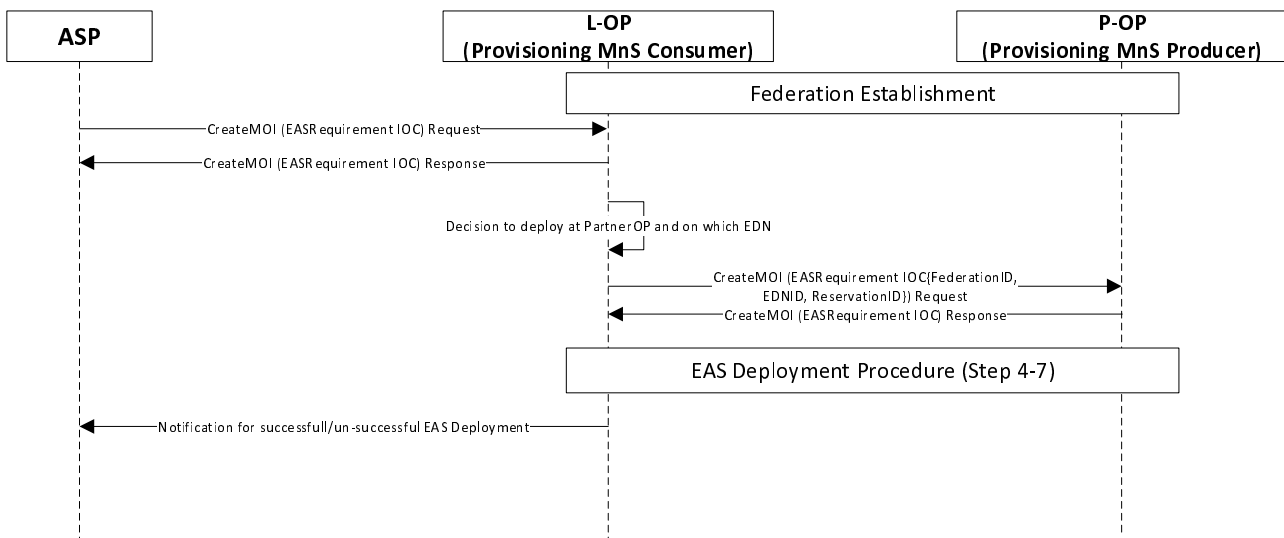 ASP
L-OP
(Provisioning MnS Consumer)
P-OP
(Provisioning MnS Producer)
Federation Establishment
CreateMOI (EASRequirement IOC) Request
CreateMOI (EASRequirement IOC) Response
Decision to deploy at PartnerOP and on which EDN
CreateMOI (EASRequirement IOC{FederationID,
EDNID, ReservationID}) Request
CreateMOI (EASRequirement IOC) Response
EAS Deployment Procedure (Step 4-7)
Notification for successfull/un-successful EAS Deployment